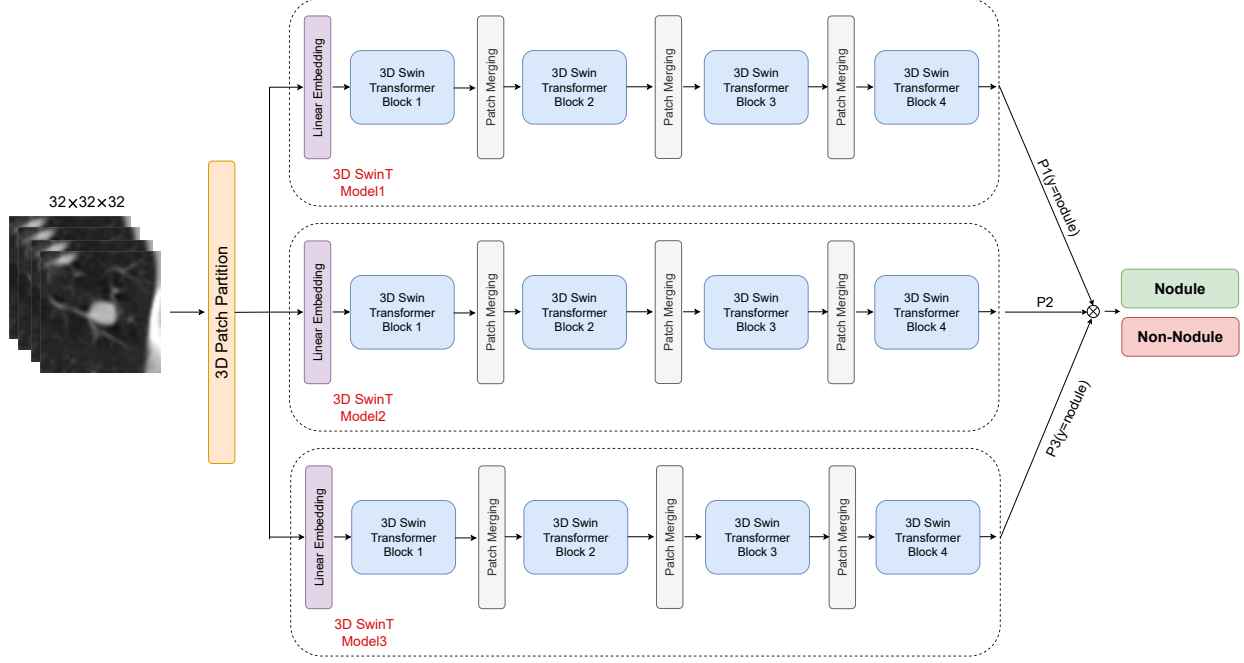 32×32×32
3D Patch Partition
Linear Embedding
3D Swin
Transformer
Block 1
Patch Merging
3D Swin
Transformer
Block 2
Patch Merging
3D Swin
Transformer
Block 3
Patch Merging
3D Swin
Transformer
Block 4
3D SwinT
Model1
Linear Embedding
3D Swin
Transformer
Block 1
Patch Merging
3D Swin
Transformer
Block 2
Patch Merging
3D Swin
Transformer
Block 3
Patch Merging
3D Swin
Transformer
Block 4
3D SwinT
Model2
Linear Embedding
3D Swin
Transformer
Block 1
Patch Merging
3D Swin
Transformer
Block 2
Patch Merging
3D Swin
Transformer
Block 3
Patch Merging
3D Swin
Transformer
Block 4
3D SwinT
Model3
P1(y=nodule)
P2
P3(y=nodule)
Nodule
Non-Nodule